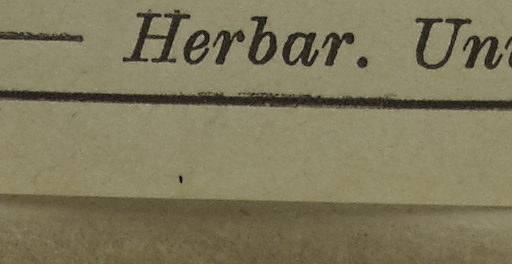 — Herbar.